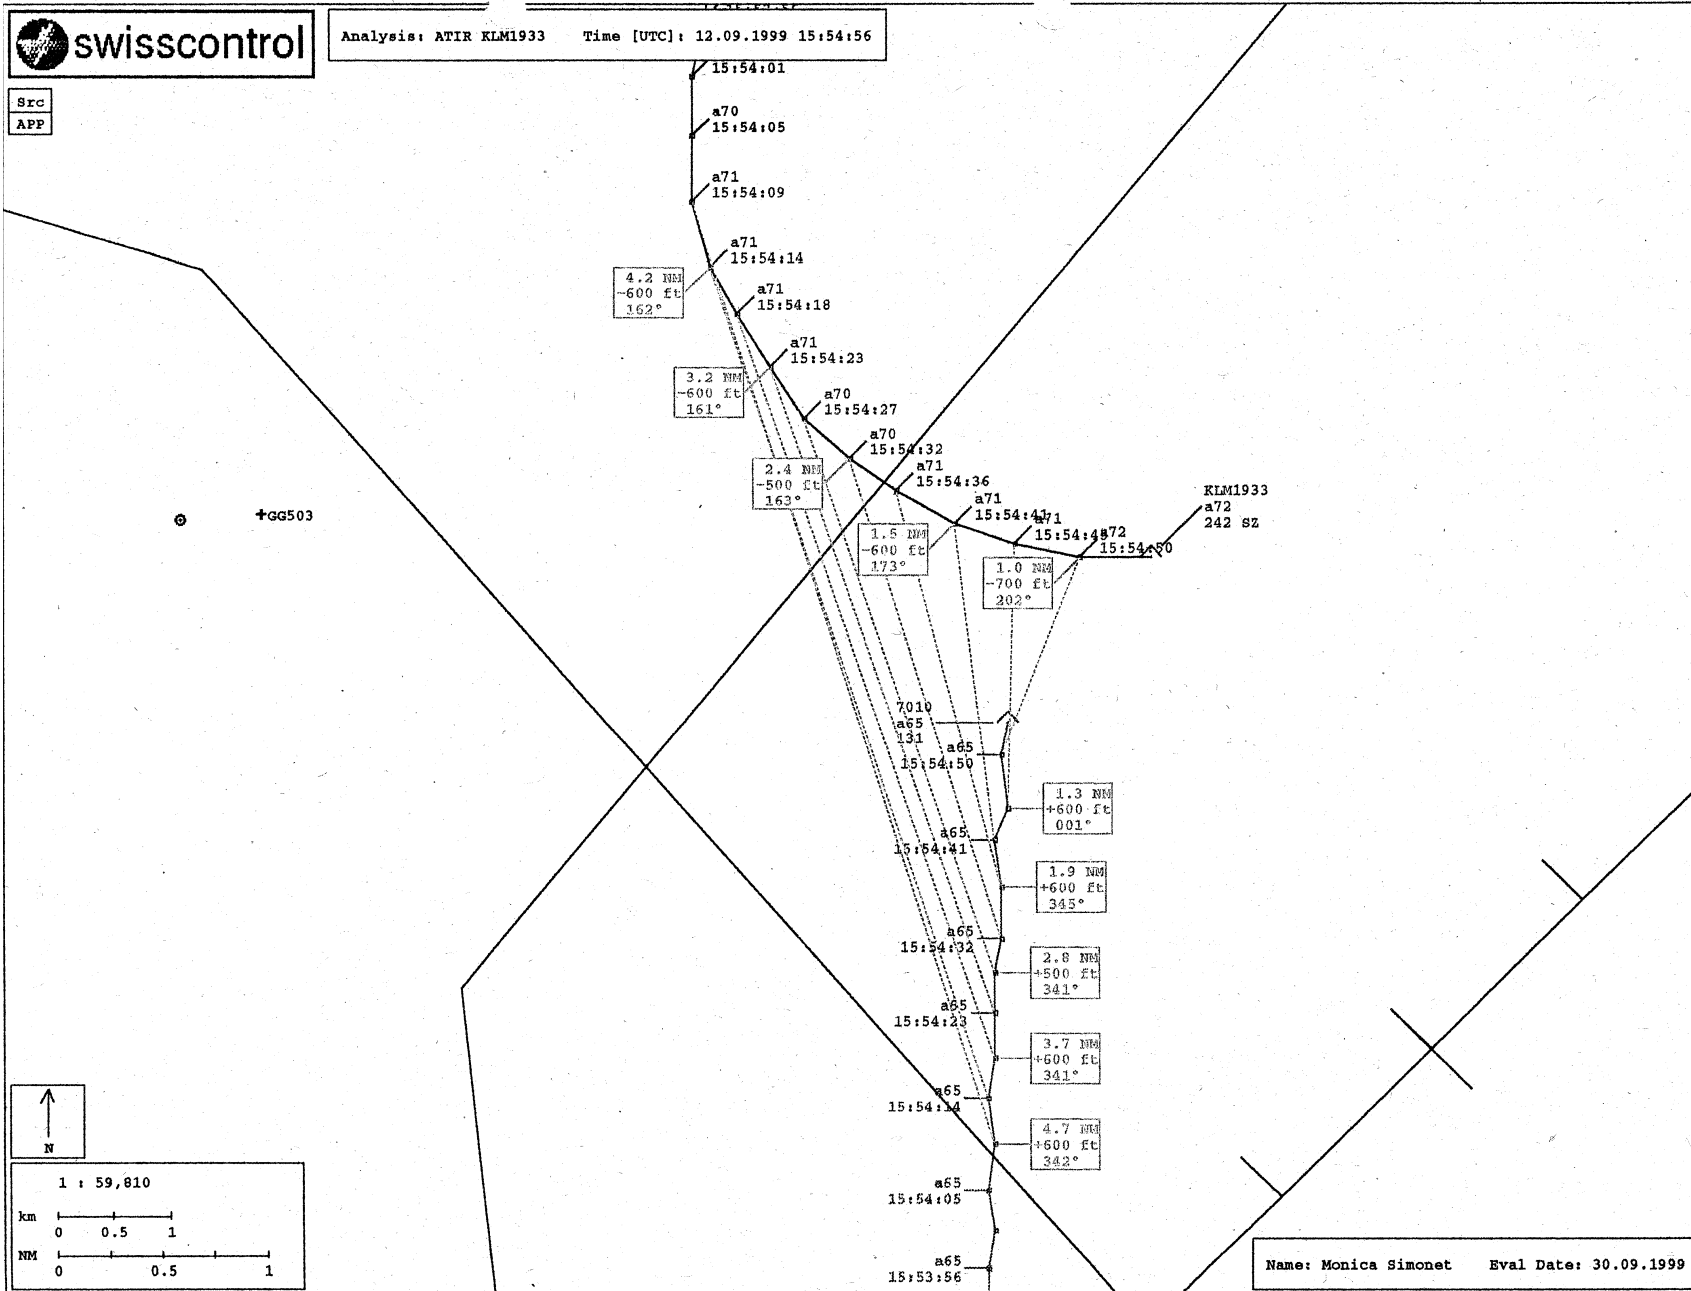 swisscontrol
Analysis: ATIR KLM1933 Time [UTC]: 12.09.1999 15:54:56
Src
APP
15:54:01
a70
15:54:05
a71
15:54:09
a71
15:54:14
4.2 NM
-600 ft
162°
a71
15:54:18
a71
15:54:23
3.2 NM
-600 ft
161°
a70
15:54:27
a70
15:54:32
2.4 NM
-500 ft
163°
a71
15:54:36
a71
15:54:41
1.5 NM
-600 ft
173°
a71
15:54:45
a72
15:54:50
1.0 NM
-700 ft
202°
KLM1933
a72
242 SZ
+GG503
7010
a65
131
a65
15:54:50
1.3 NM
+600 ft
001°
a65
15:54:41
1.9 NM
+600 ft
345°
a65
15:54:32
2.8 NM
+500 ft
341°
a65
15:54:23
3.7 NM
+600 ft
341°
a65
15:54:14
4.7 NM
+600 ft
342°
a65
15:54:05
a65
15:53:56
N
1 : 59,810
km
0 0.5 1
NM
0 0.5 1
Name: Monica Simonet Eval Date: 30.09.1999